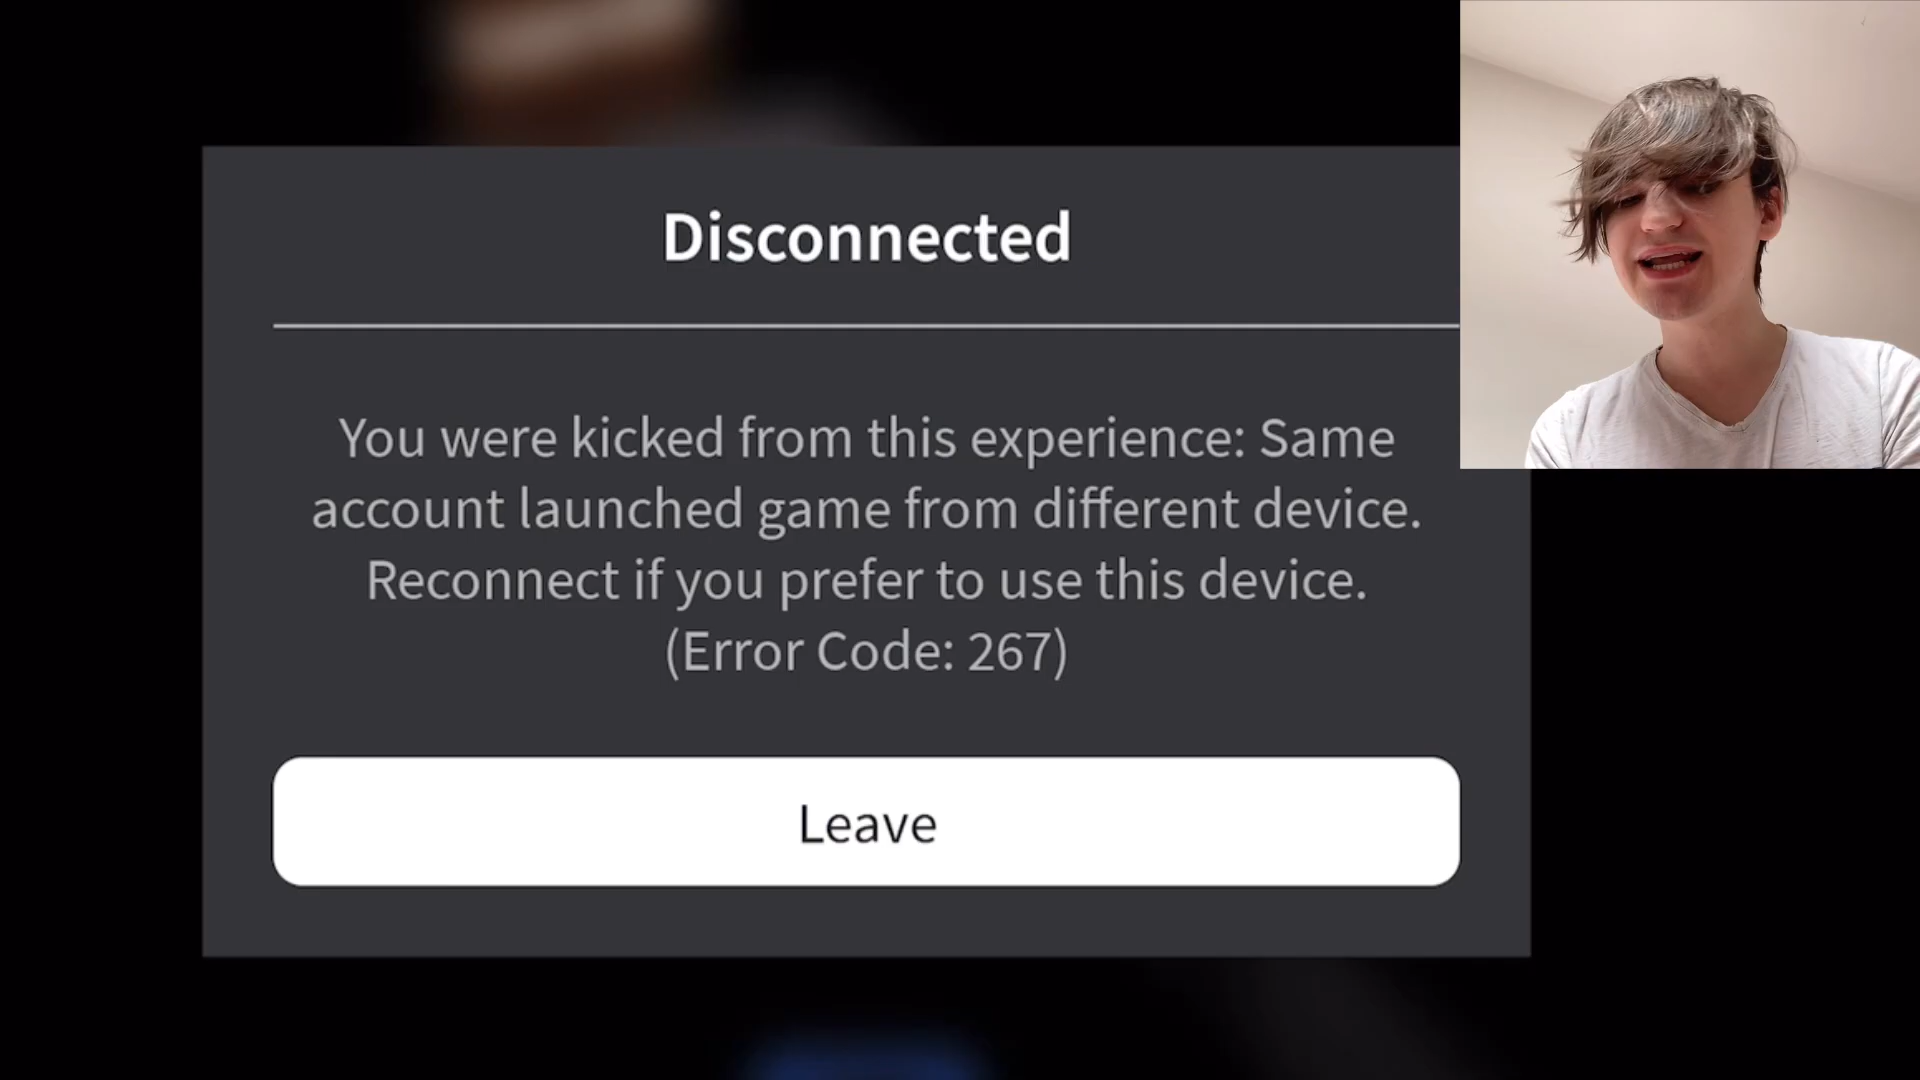 Disconnected
You were kicked from this experience: Same
account launched game from different device.
Reconnect if you prefer to use this device.
(Error Code: 267)
Leave